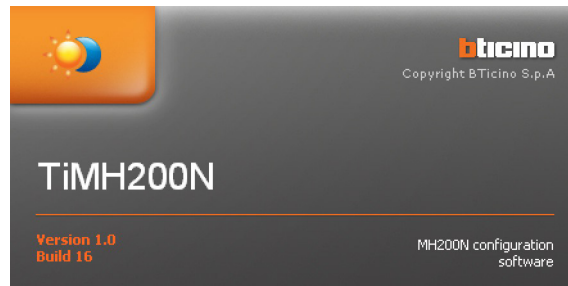 bticino
Copyright BTicino S.p.A
TiMH200N
Version 1.0
Build 16
MH200N configuration
software